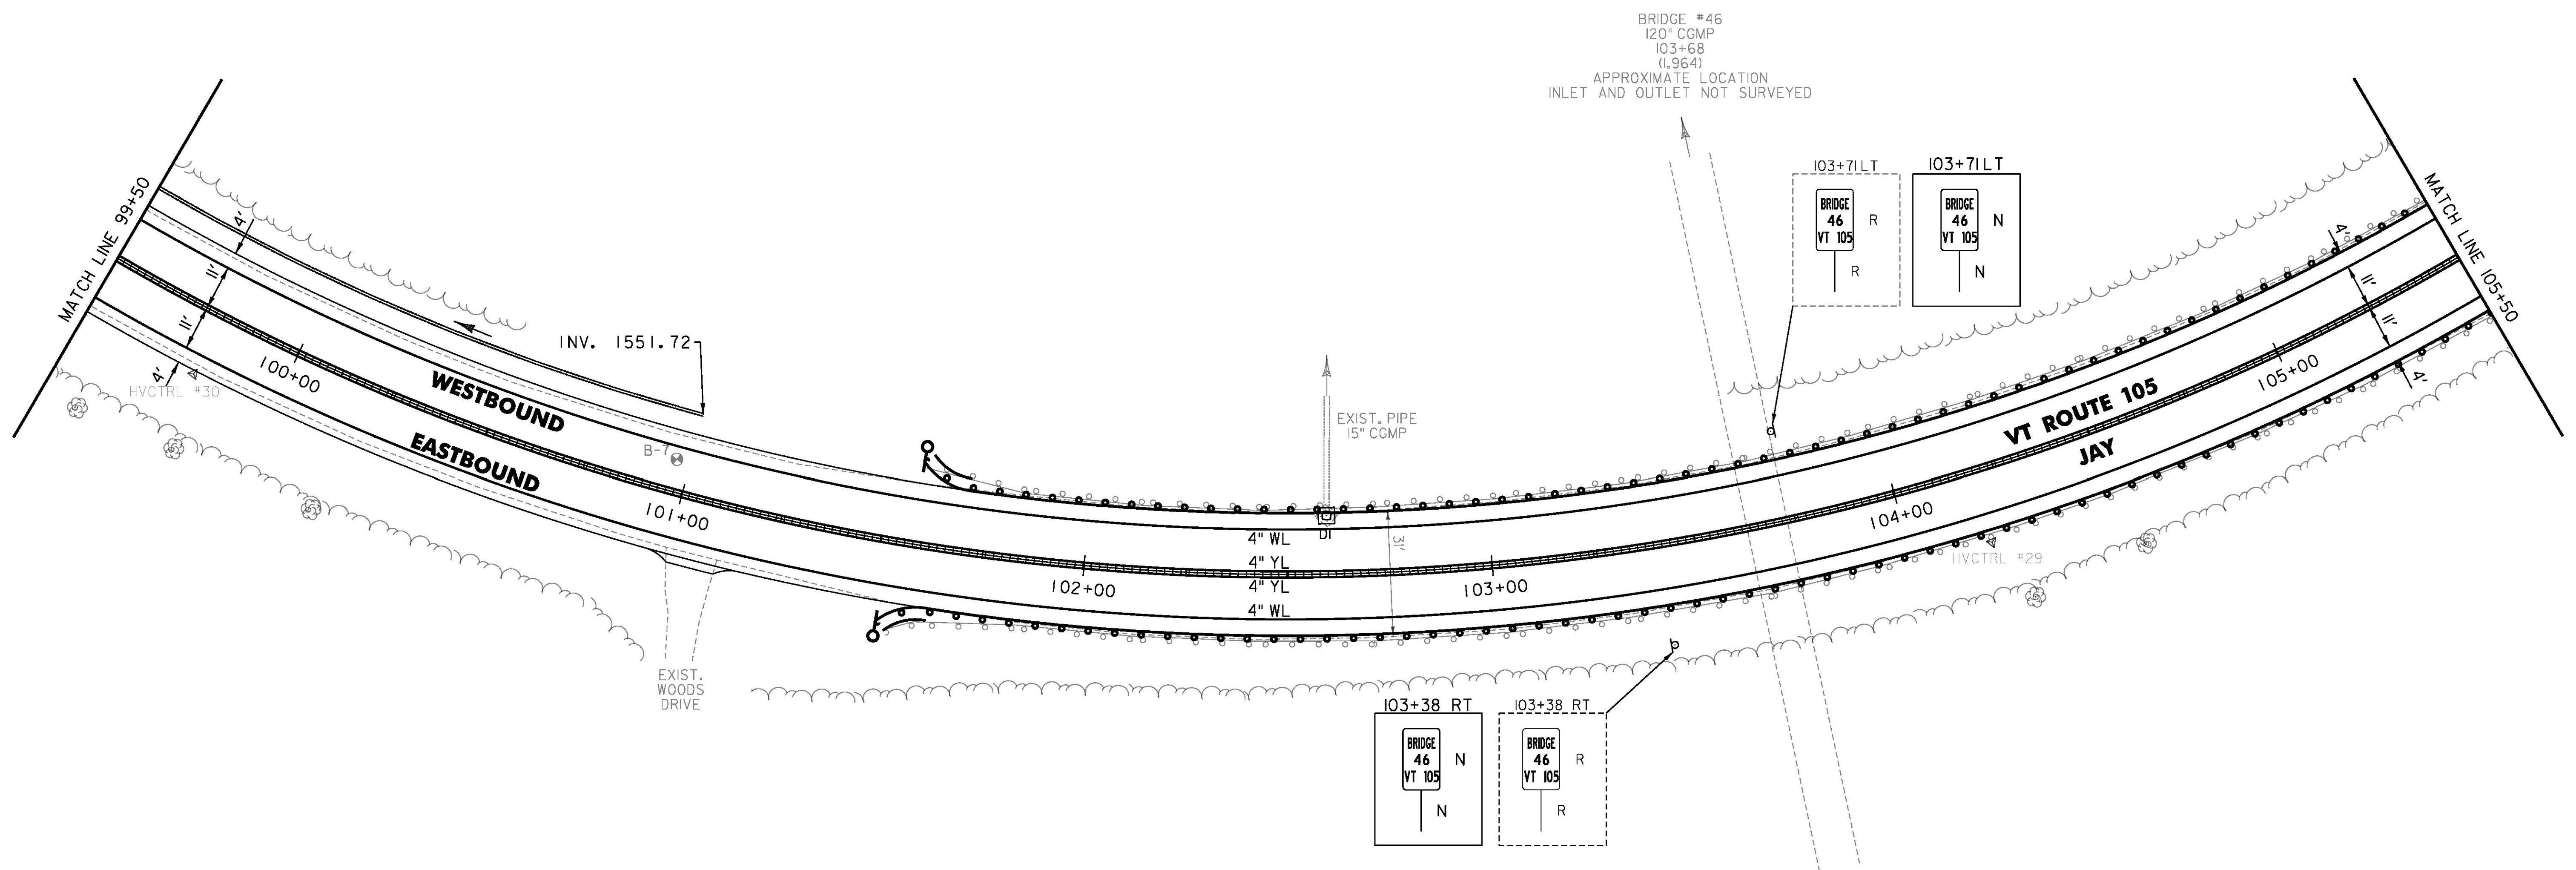 BRIDGE #46
120" CGMP
103+68
(1.964)
APPROXIMATE LOCATION
INLET AND OUTLET NOT SURVEYED
103+71LT
BRIDGE
46
VT 105
R
R
103+71LT
BRIDGE
46
VT 105
N
N
MATCH LINE 99+50
4'
11'
11'
4'
HVCTRL #30
100+00
WESTBOUND
EASTBOUND
INV. 1551.72
B-7
101+00
EXIST.
WOODS
DRIVE
102+00
EXIST. PIPE
15" CGMP
DI
4" WL
4" YL
4" YL
4" WL
31'
103+00
104+00
HVCTRL #29
VT ROUTE 105
JAY
105+00
4'
11'
11'
4'
MATCH LINE 105+50
103+38 RT
BRIDGE
46
VT 105
N
N
103+38 RT
BRIDGE
46
VT 105
R
R